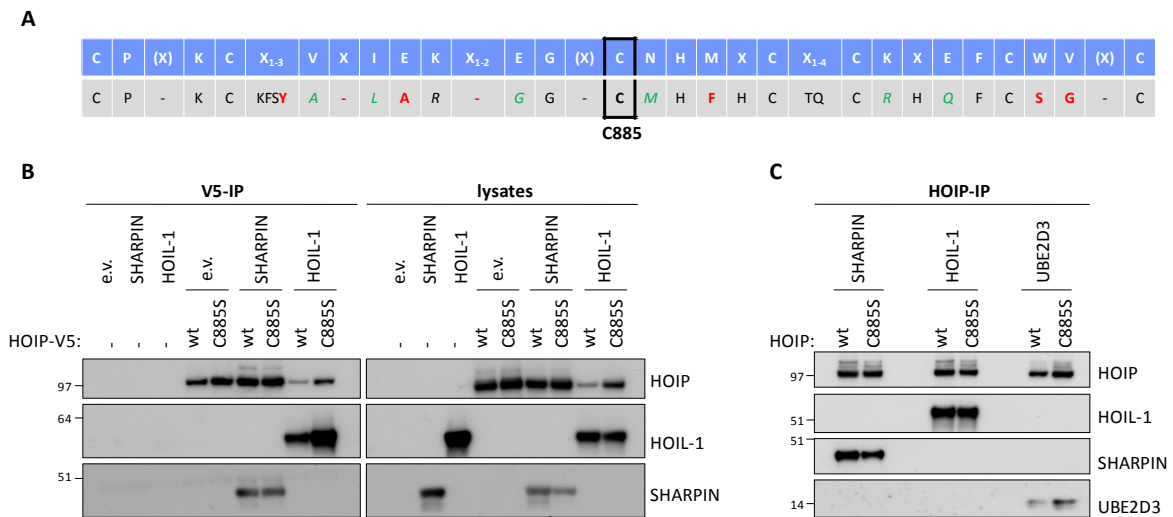 A
C P (X) K C X1-3 V X I E K X1-2 E G (X) C N H M X C X1-4 C K X E F C W V (X) C
C P - K C KFSY A - L A R - G G - C M H F H C TQ C R H Q F C S G - C
C885
B
V5-IP lysates
e.v. SHARPIN HOIL-1 e.v. SHARPIN HOIL-1 e.v. SHARPIN HOIL-1 e.v. SHARPIN HOIL-1
HOIP-V5: - - - wt C885S wt C885S wt C885S - - - wt C885S wt C885S wt C885S
97 HOIP
64 HOIL-1
51 SHARPIN
C
HOIP-IP
SHARPIN HOIL-1 UBE2D3
HOIP: wt C885S wt C885S wt C885S
97 HOIP
51 HOIL-1
51 SHARPIN
14 UBE2D3